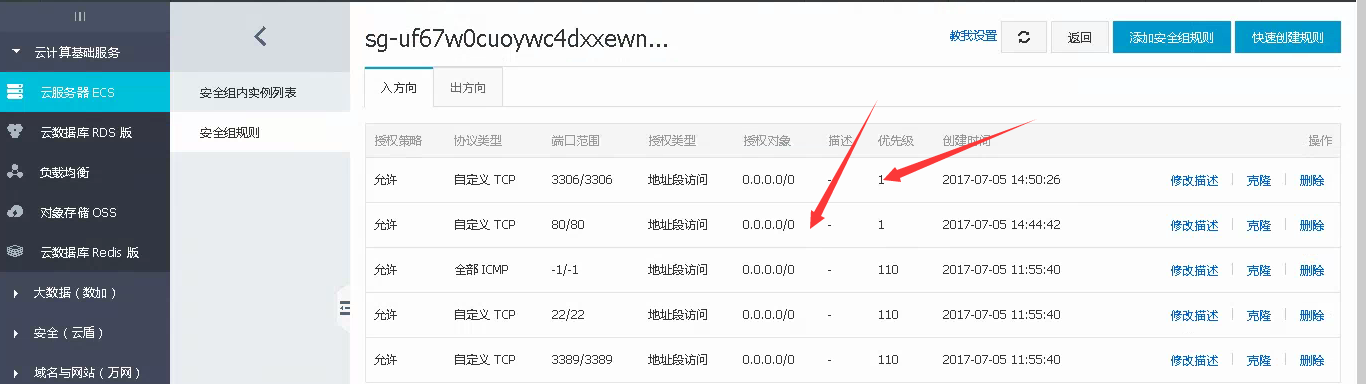 sg-uf67w0cuoywc4dxxewn...
教我设置
返回
添加安全组规则
快速创建规则
云计算基础服务
云服务器 ECS
云数据库 RDS 版
负载均衡
对象存储 OSS
云数据库 Redis 版
大数据（数加）
安全（云盾）
域名与网站（万网）
安全组内实例列表
安全组规则
入方向 出方向
授权策略 协议类型 端口范围 授权类型 授权对象 描述 优先级 创建时间 操作
允许 自定义 TCP 3306/3306 地址段访问 0.0.0.0/0 - 1 2017-07-05 14:50:26 修改描述 克隆 删除
允许 自定义 TCP 80/80 地址段访问 0.0.0.0/0 - 1 2017-07-05 14:44:42 修改描述 克隆 删除
允许 全部 ICMP -1/-1 地址段访问 0.0.0.0/0 - 110 2017-07-05 11:55:40 修改描述 克隆 删除
允许 自定义 TCP 22/22 地址段访问 0.0.0.0/0 - 110 2017-07-05 11:55:40 修改描述 克隆 删除
允许 自定义 TCP 3389/3389 地址段访问 0.0.0.0/0 - 110 2017-07-05 11:55:40 修改描述 克隆 删除